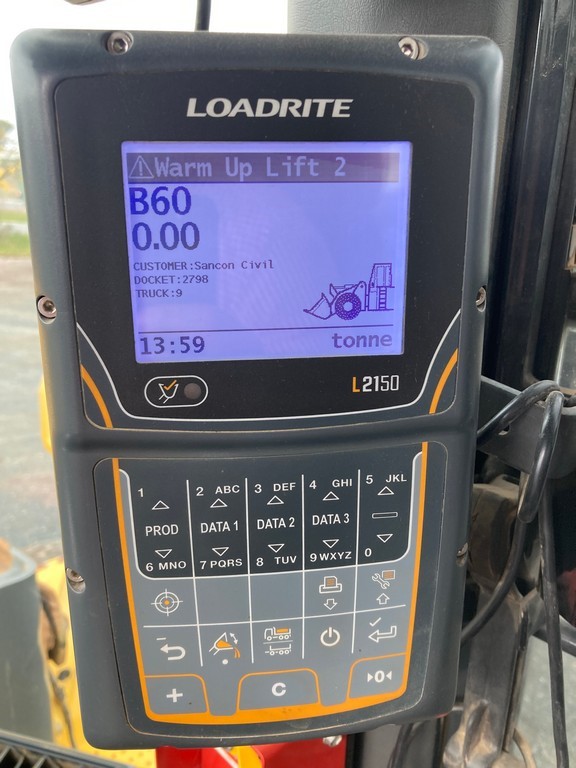 LOADRITE
Warm Up Lift 2
B60
0.00
CUSTOMER:Sancon Civil
DOCKET:2798
TRUCK:9
13:59 tonne
L2150
1 2 ABC 3 DEF 4 GHI 5 JKL
PROD DATA 1 DATA 2 DATA 3
6 MNO 7 PQRS 8 TUV 9 WXYZ 0
+ C 0